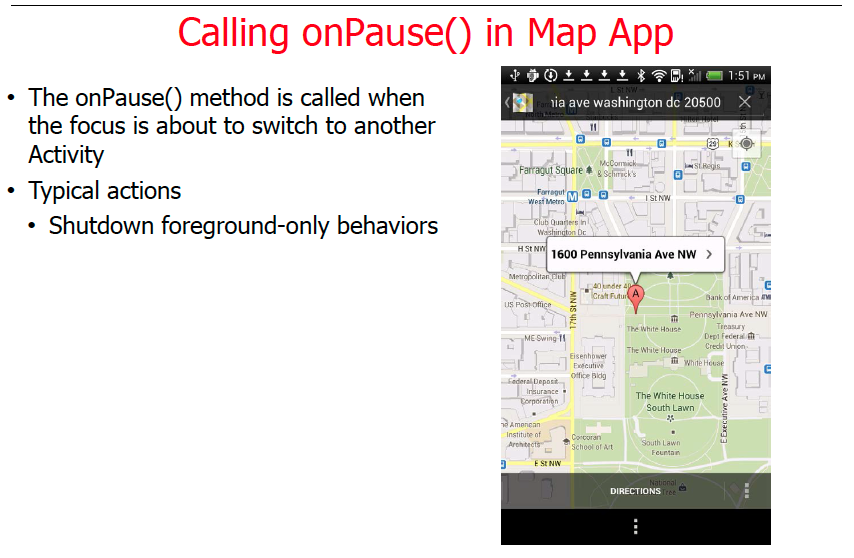 Calling onPause() in Map App
• The onPause() method is called when
the focus is about to switch to another
Activity
• Typical actions
• Shutdown foreground-only behaviors
1:51 PM
ia ave washington dc 20500
29
McCormick
& Schmick's
St Regis
Farragut Square
Farragut
West Metro
M
I St NW
Club Quarters In
Washington Dc
H St NW
1600 Pennsylvania Ave NW
Metropolitan Club
40 under 40
Craft Futur
A
Bank of America
US Post Office
17th St NW
Pennsylvania Ave NW
The White House
Treasury
Dept Federal
Credit Union
ME Swing
The White House
Eisenhower
Executive
Office Bldg
White House
Federal Deposit
Insurance
Corporation
E Executive Ave NW
The White House
South Lawn
American
Institute of
Architects
Corcoran
School of Art
South Lawn
Fountain
E St NW
National
Tree
DIRECTIONS